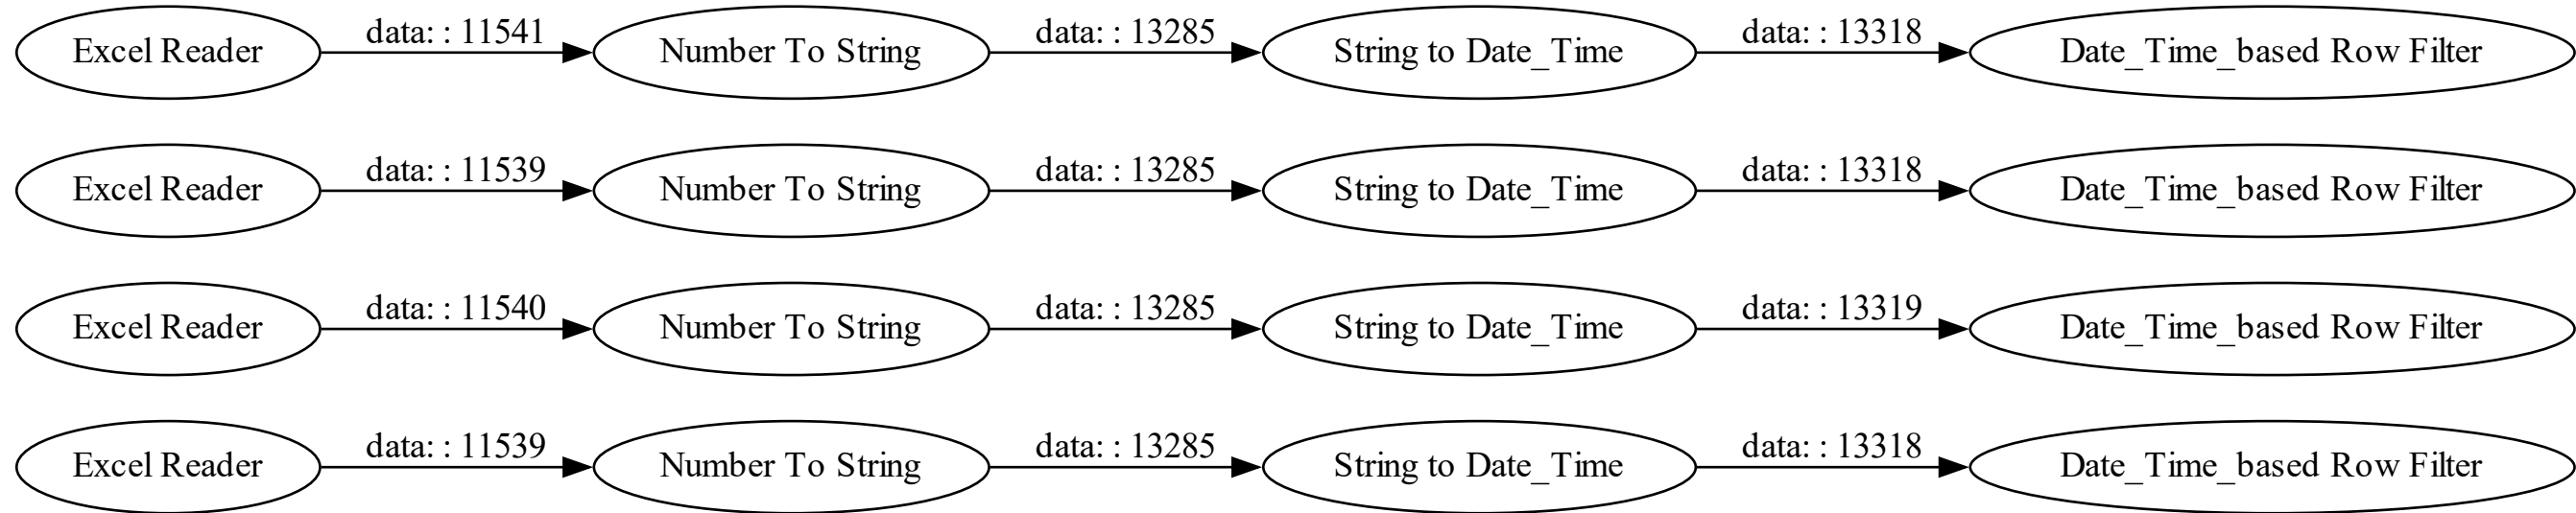 Excel Reader data: : 11541 Number To String data: : 13285 String to Date_Time data: : 13318 Date_Time_based Row Filter
Excel Reader data: : 11539 Number To String data: : 13285 String to Date_Time data: : 13318 Date_Time_based Row Filter
Excel Reader data: : 11540 Number To String data: : 13285 String to Date_Time data: : 13319 Date_Time_based Row Filter
Excel Reader data: : 11539 Number To String data: : 13285 String to Date_Time data: : 13318 Date_Time_based Row Filter